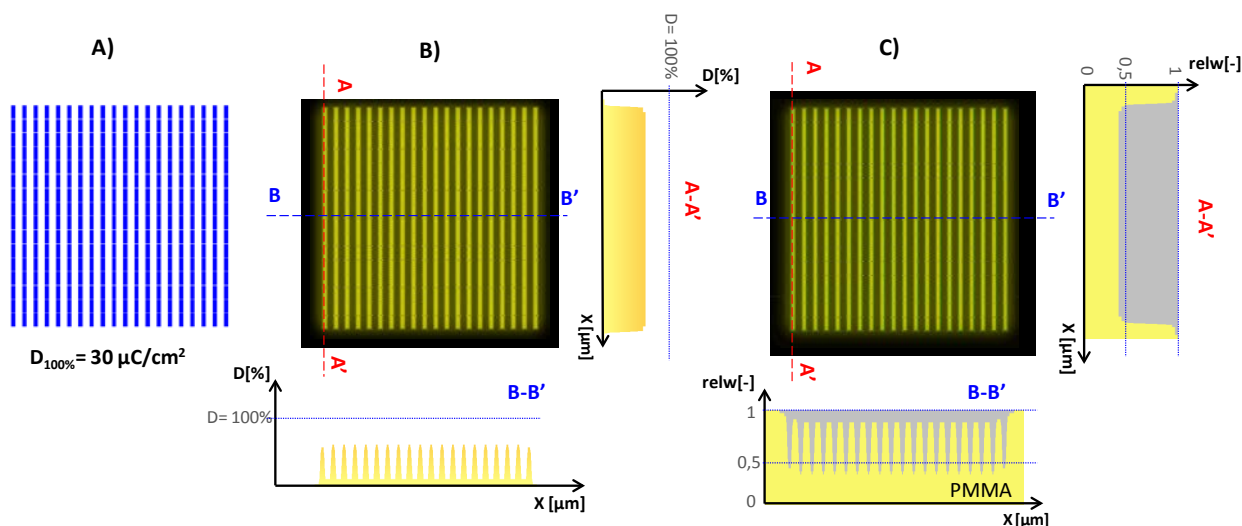 A)
D₁₀₀%= 30 µC/cm²
B)
A
D[%]
D= 100%
B
B'
A-A'
X [µm]
A'
D[%]
B-B'
D= 100%
X [µm]
C)
A
relw[-]
0
0,5
1
B
B'
A-A'
X [µm]
A'
relw[-]
B-B'
1
0,5
0
PMMA
X [µm]